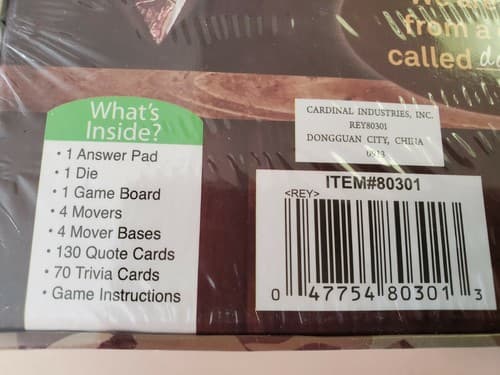 from a
called
What's
Inside?
• 1 Answer Pad
• 1 Die
• 1 Game Board
• 4 Movers
• 4 Mover Bases
• 130 Quote Cards
• 70 Trivia Cards
• Game Instructions
CARDINAL INDUSTRIES, INC.
REY80301
DONGGUAN CITY, CHINA
ITEM#80301
<REY>
0 47754 80301 3